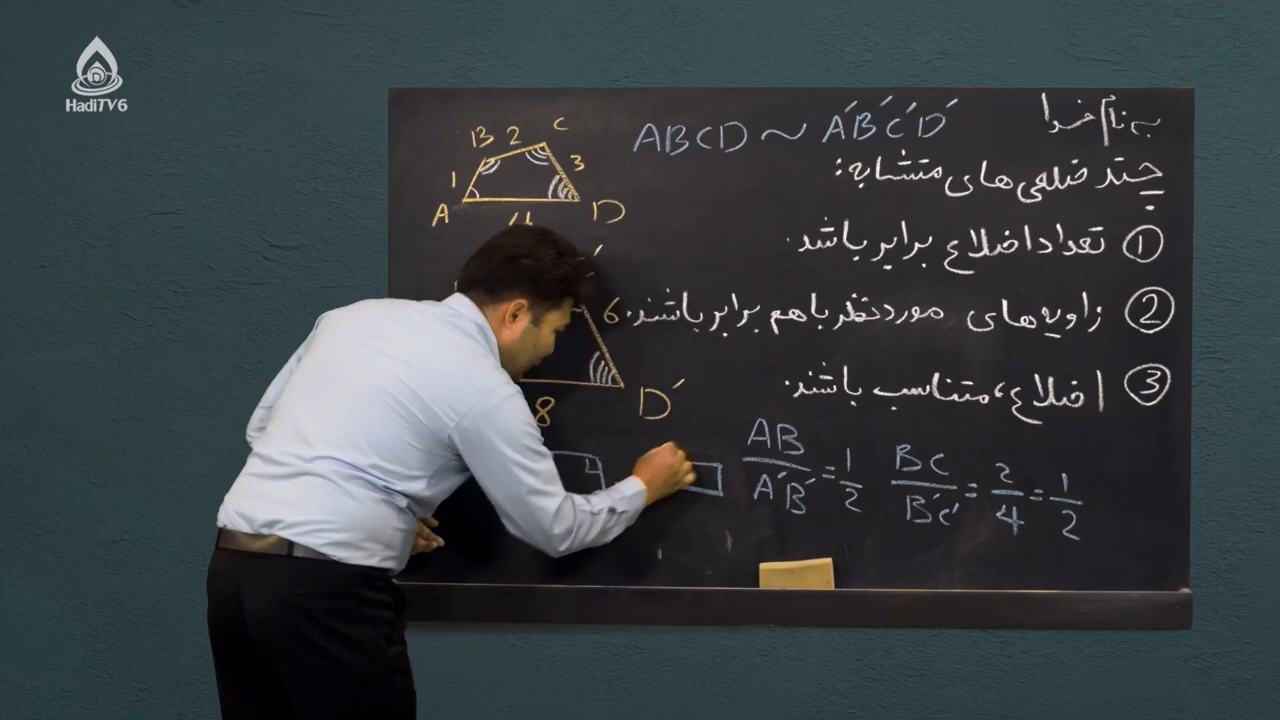 HadiTV6
به نام خدا
ABCD ~ A'B'C'D'
چند ضلعی های متشابه:
① تعداد اضلاع برابر باشد.
② زاویه های مورد نظر باهم برابر باشند.
③ اضلاع، متناسب باشند.
B 2 C
1 3
A D
6
8 D'
4
AB/A'B' = 1/2 BC/B'C' = 2/4 = 1/2